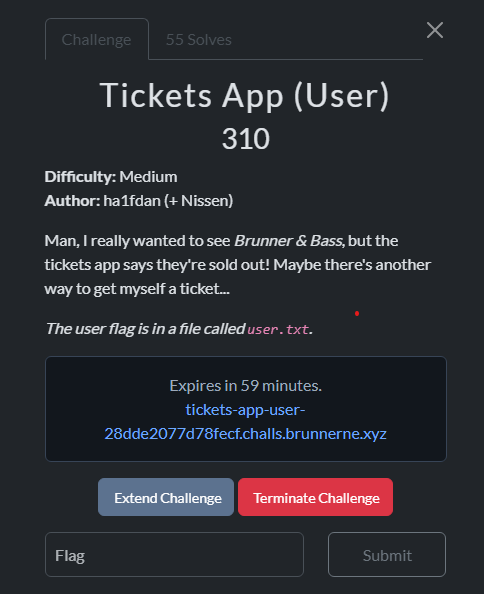 Challenge
55 Solves
Tickets App (User)
310
Difficulty: Medium
Author: ha1fdan (+ Nissen)
Man, I really wanted to see Brunner & Bass, but the
tickets app says they're sold out! Maybe there's another
way to get myself a ticket...
The user flag is in a file called user.txt.
Expires in 59 minutes.
tickets-app-user-
28dde2077d78fecf.challs.brunnerne.xyz
Extend Challenge
Terminate Challenge
Flag
Submit